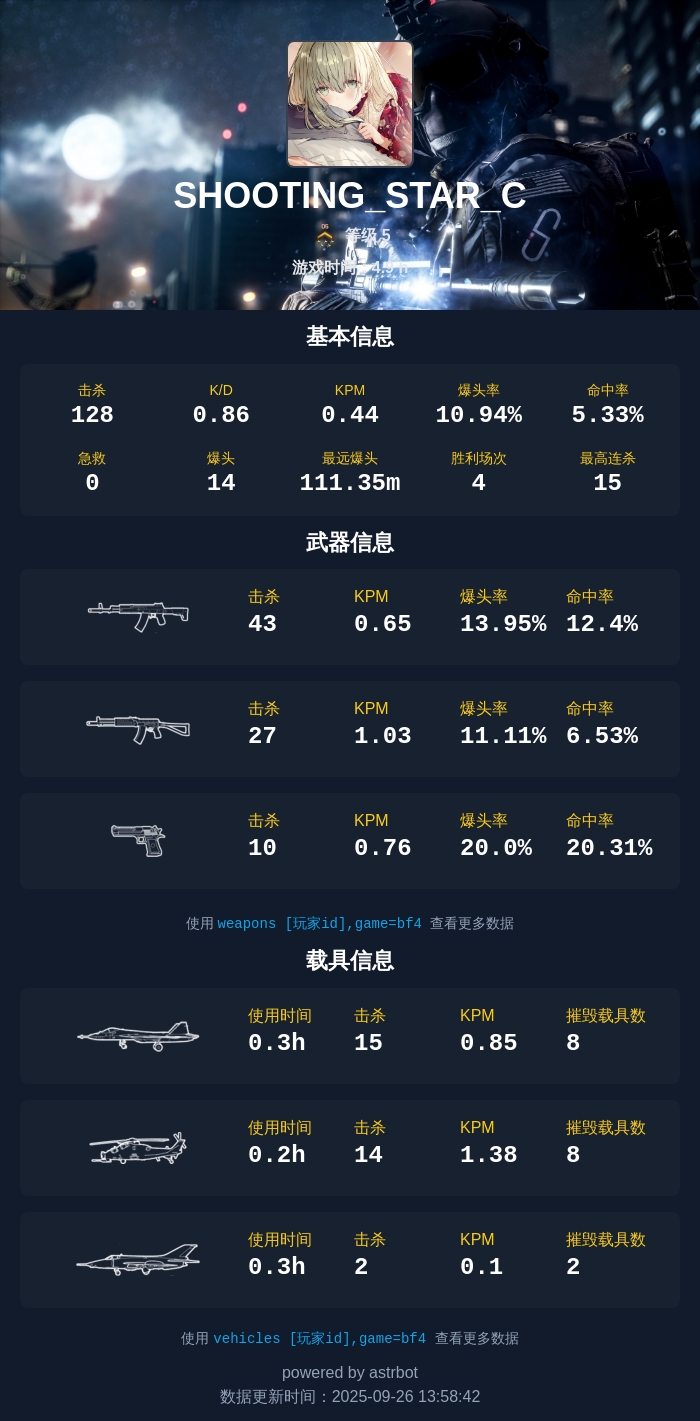 SHOOTING_STAR_C
等级 5
游戏时间
基本信息
击杀 K/D KPM 爆头率 命中率
128 0.86 0.44 10.94% 5.33%
急救 爆头 最远爆头 胜利场次 最高连杀
0 14 111.35m 4 15
武器信息
击杀 KPM 爆头率 命中率
43 0.65 13.95% 12.4%
击杀 KPM 爆头率 命中率
27 1.03 11.11% 6.53%
击杀 KPM 爆头率 命中率
10 0.76 20.0% 20.31%
使用 weapons [玩家id],game=bf4 查看更多数据
载具信息
使用时间 击杀 KPM 摧毁载具数
0.3h 15 0.85 8
使用时间 击杀 KPM 摧毁载具数
0.2h 14 1.38 8
使用时间 击杀 KPM 摧毁载具数
0.3h 2 0.1 2
使用 vehicles [玩家id],game=bf4 查看更多数据
powered by astrbot
数据更新时间：2025-09-26 13:58:42